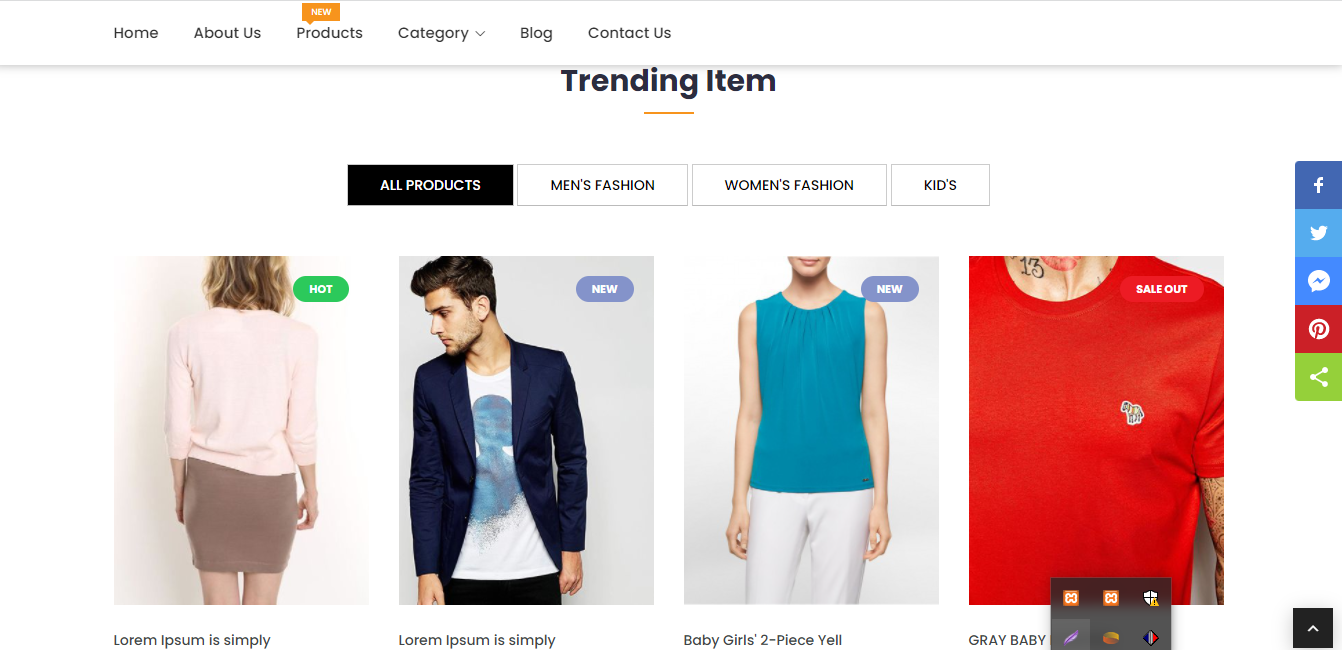 NEW
Home About Us Products Category Blog Contact Us
Trending Item
ALL PRODUCTS MEN'S FASHION WOMEN'S FASHION KID'S
HOT NEW NEW SALE OUT
13
Lorem Ipsum is simply Lorem Ipsum is simply Baby Girls' 2-Piece Yell GRAY BABY